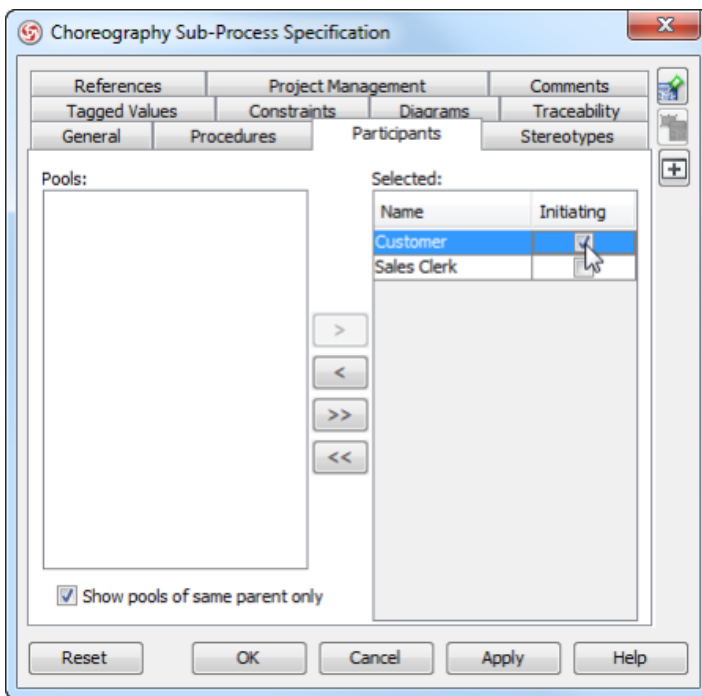 Choreography Sub-Process Specification
References Project Management Comments
Tagged Values Constraints Diagrams Traceability
General Procedures Participants Stereotypes
Pools: Selected:
Name Initiating
Customer
Sales Clerk
>
<
>>
<<
Show pools of same parent only
Reset OK Cancel Apply Help